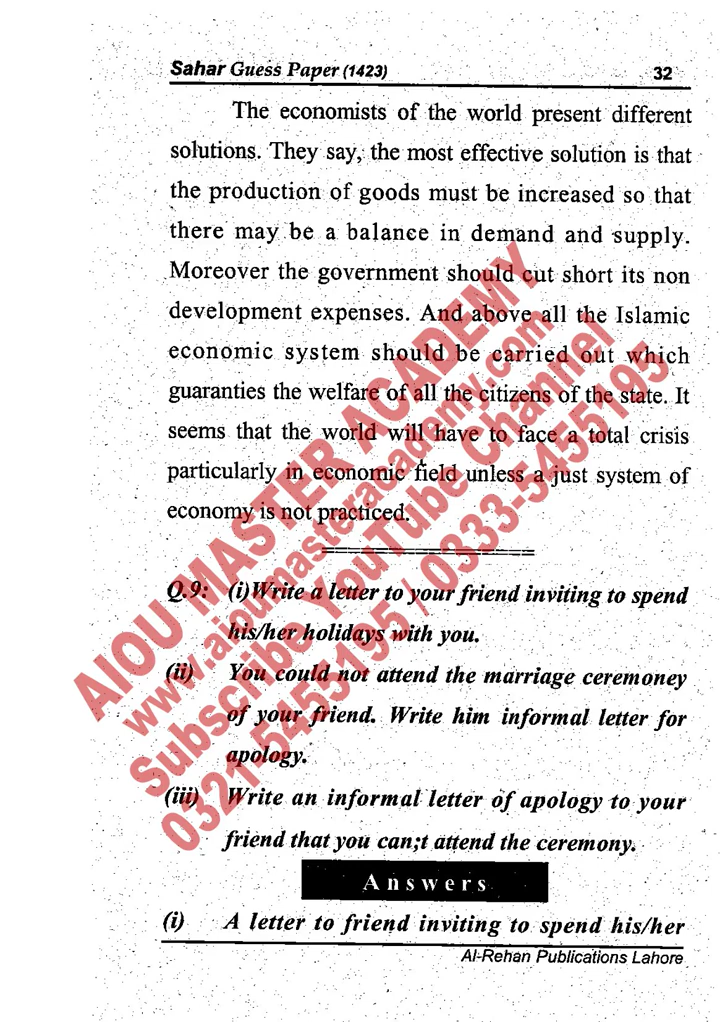 Sahar Guess Paper (1423) 32
The economists of the world present different
solutions. They say, the most effective solution is that
the production of goods must be increased so that
there may be a balance in demand and supply.
Moreover the government should cut short its non
development expenses. And above all the Islamic
economic system should be carried out which
guaranties the welfare of all the citizens of the state. It
seems that the world will have to face a total crisis
particularly in economic field unless a just system of
economy is not practiced.
====================
Q.9: (i)Write a letter to your friend inviting to spend
his/her holidays with you.
(ii) You could not attend the marriage ceremoney
of your friend. Write him informal letter for
apology.
(iii) Write an informal letter of apology to your
friend that you can;t attend the ceremony.
Answers
(i) A letter to friend inviting to spend his/her
Al-Rehan Publications Lahore
AIOU MASTER ACADEMY
www.aioumasteracademy.com
Subscribe YouTube Channel
0321-5455195 / 0333-5455193